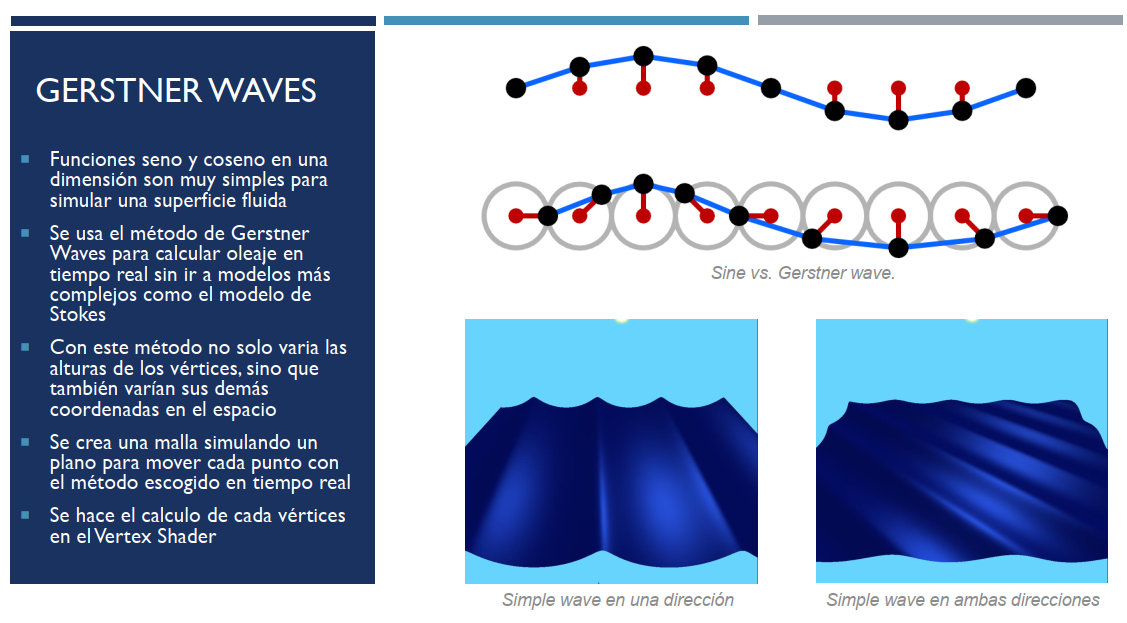 GERSTNER WAVES
Funciones seno y coseno en una
dimensión son muy simples para
simular una superficie fluida
Se usa el método de Gerstner
Waves para calcular oleaje en
tiempo real sin ir a modelos más
complejos como el modelo de
Stokes
Con este método no solo varia las
alturas de los vértices, sino que
también varían sus demás
coordenadas en el espacio
Se crea una malla simulando un
plano para mover cada punto con
el método escogido en tiempo real
Se hace el calculo de cada vértices
en el Vertex Shader
Sine vs. Gerstner wave.
Simple wave en una dirección
Simple wave en ambas direcciones